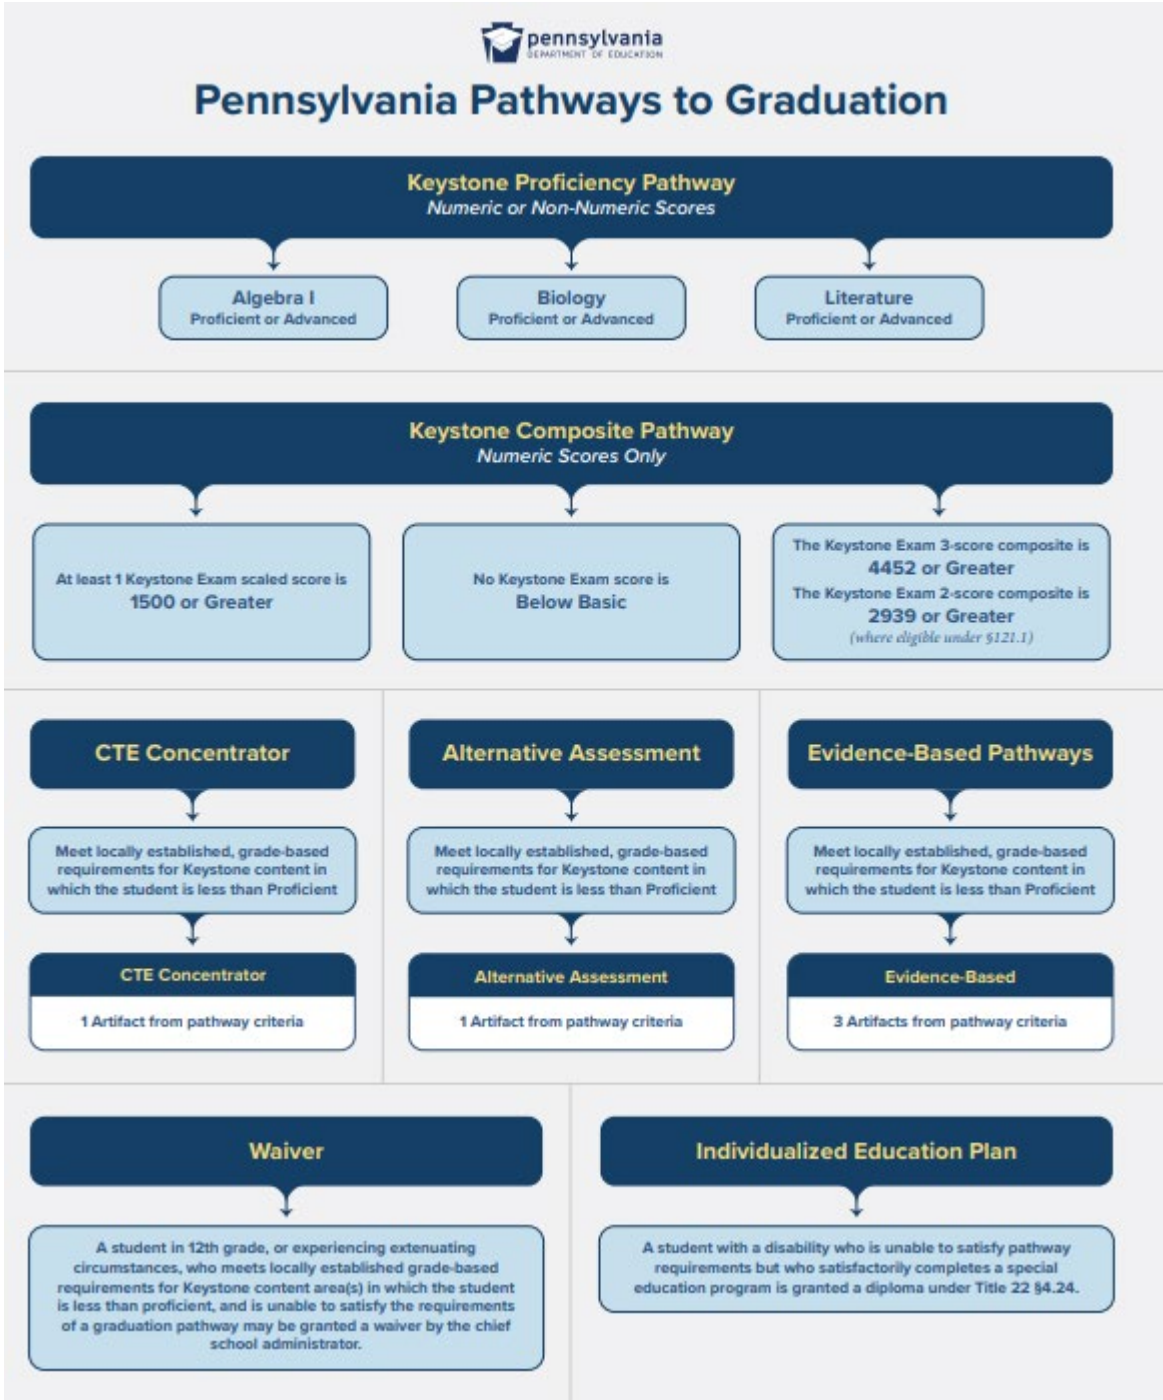 pennsylvania
DEPARTMENT OF EDUCATION
Pennsylvania Pathways to Graduation
Keystone Proficiency Pathway
Numeric or Non-Numeric Scores
Algebra I
Proficient or Advanced
Biology
Proficient or Advanced
Literature
Proficient or Advanced
Keystone Composite Pathway
Numeric Scores Only
At least 1 Keystone Exam scaled score is
1500 or Greater
No Keystone Exam score is
Below Basic
The Keystone Exam 3-score composite is
4452 or Greater
The Keystone Exam 2-score composite is
2939 or Greater
(where eligible under §121.1)
CTE Concentrator
Meet locally established, grade-based
requirements for Keystone content in
which the student is less than Proficient
CTE Concentrator
1 Artifact from pathway criteria
Alternative Assessment
Meet locally established, grade-based
requirements for Keystone content in
which the student is less than Proficient
Alternative Assessment
1 Artifact from pathway criteria
Evidence-Based Pathways
Meet locally established, grade-based
requirements for Keystone content in
which the student is less than Proficient
Evidence-Based
3 Artifacts from pathway criteria
Waiver
A student in 12th grade, or experiencing extenuating
circumstances, who meets locally established grade-based
requirements for Keystone content area(s) in which the student
is less than proficient, and is unable to satisfy the requirements
of a graduation pathway may be granted a waiver by the chief
school administrator.
Individualized Education Plan
A student with a disability who is unable to satisfy pathway
requirements but who satisfactorily completes a special
education program is granted a diploma under Title 22 §4.24.